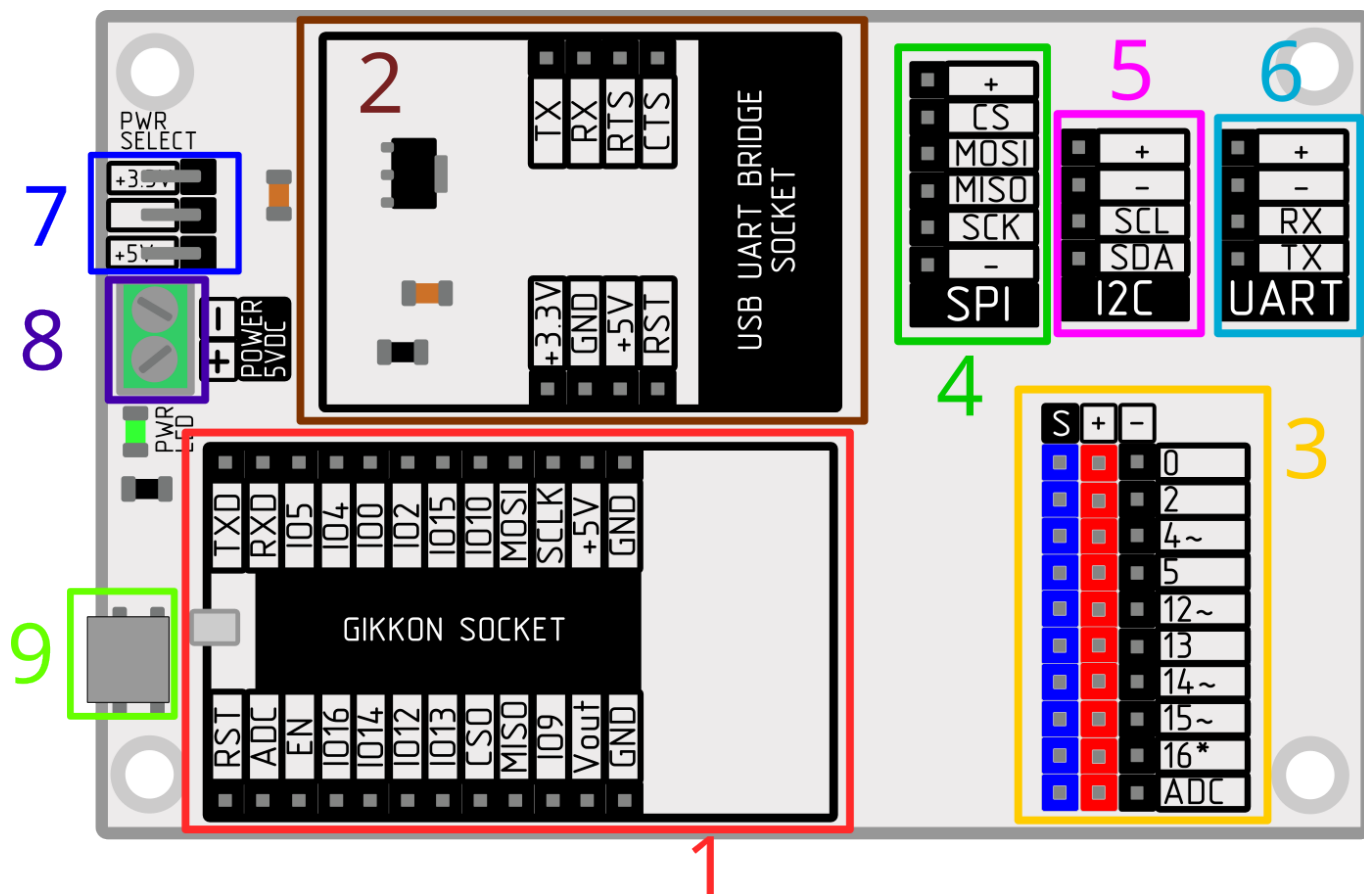 PWR
SELECT
7
+3.3V
+5V
8
-
+
POWER
5VDC
PWR
LED
9
2
TX
RX
RTS
CTS
+3.3V
GND
+5V
RST
USB UART BRIDGE
SOCKET
+
CS
MOSI
MISO
SCK
-
SPI
4
5
+
-
SCL
SDA
I2C
6
+
-
RX
TX
UART
TXD
RXD
IO5
IO4
IO0
IO2
IO15
IO10
MOSI
SCLK
+5V
GND
GIKKON SOCKET
RST
ADC
EN
IO16
IO14
IO12
IO13
CSO
MISO
IO9
Vout
GND
1
S + -
3
0
2
4~
5
12~
13
14~
15~
16*
ADC